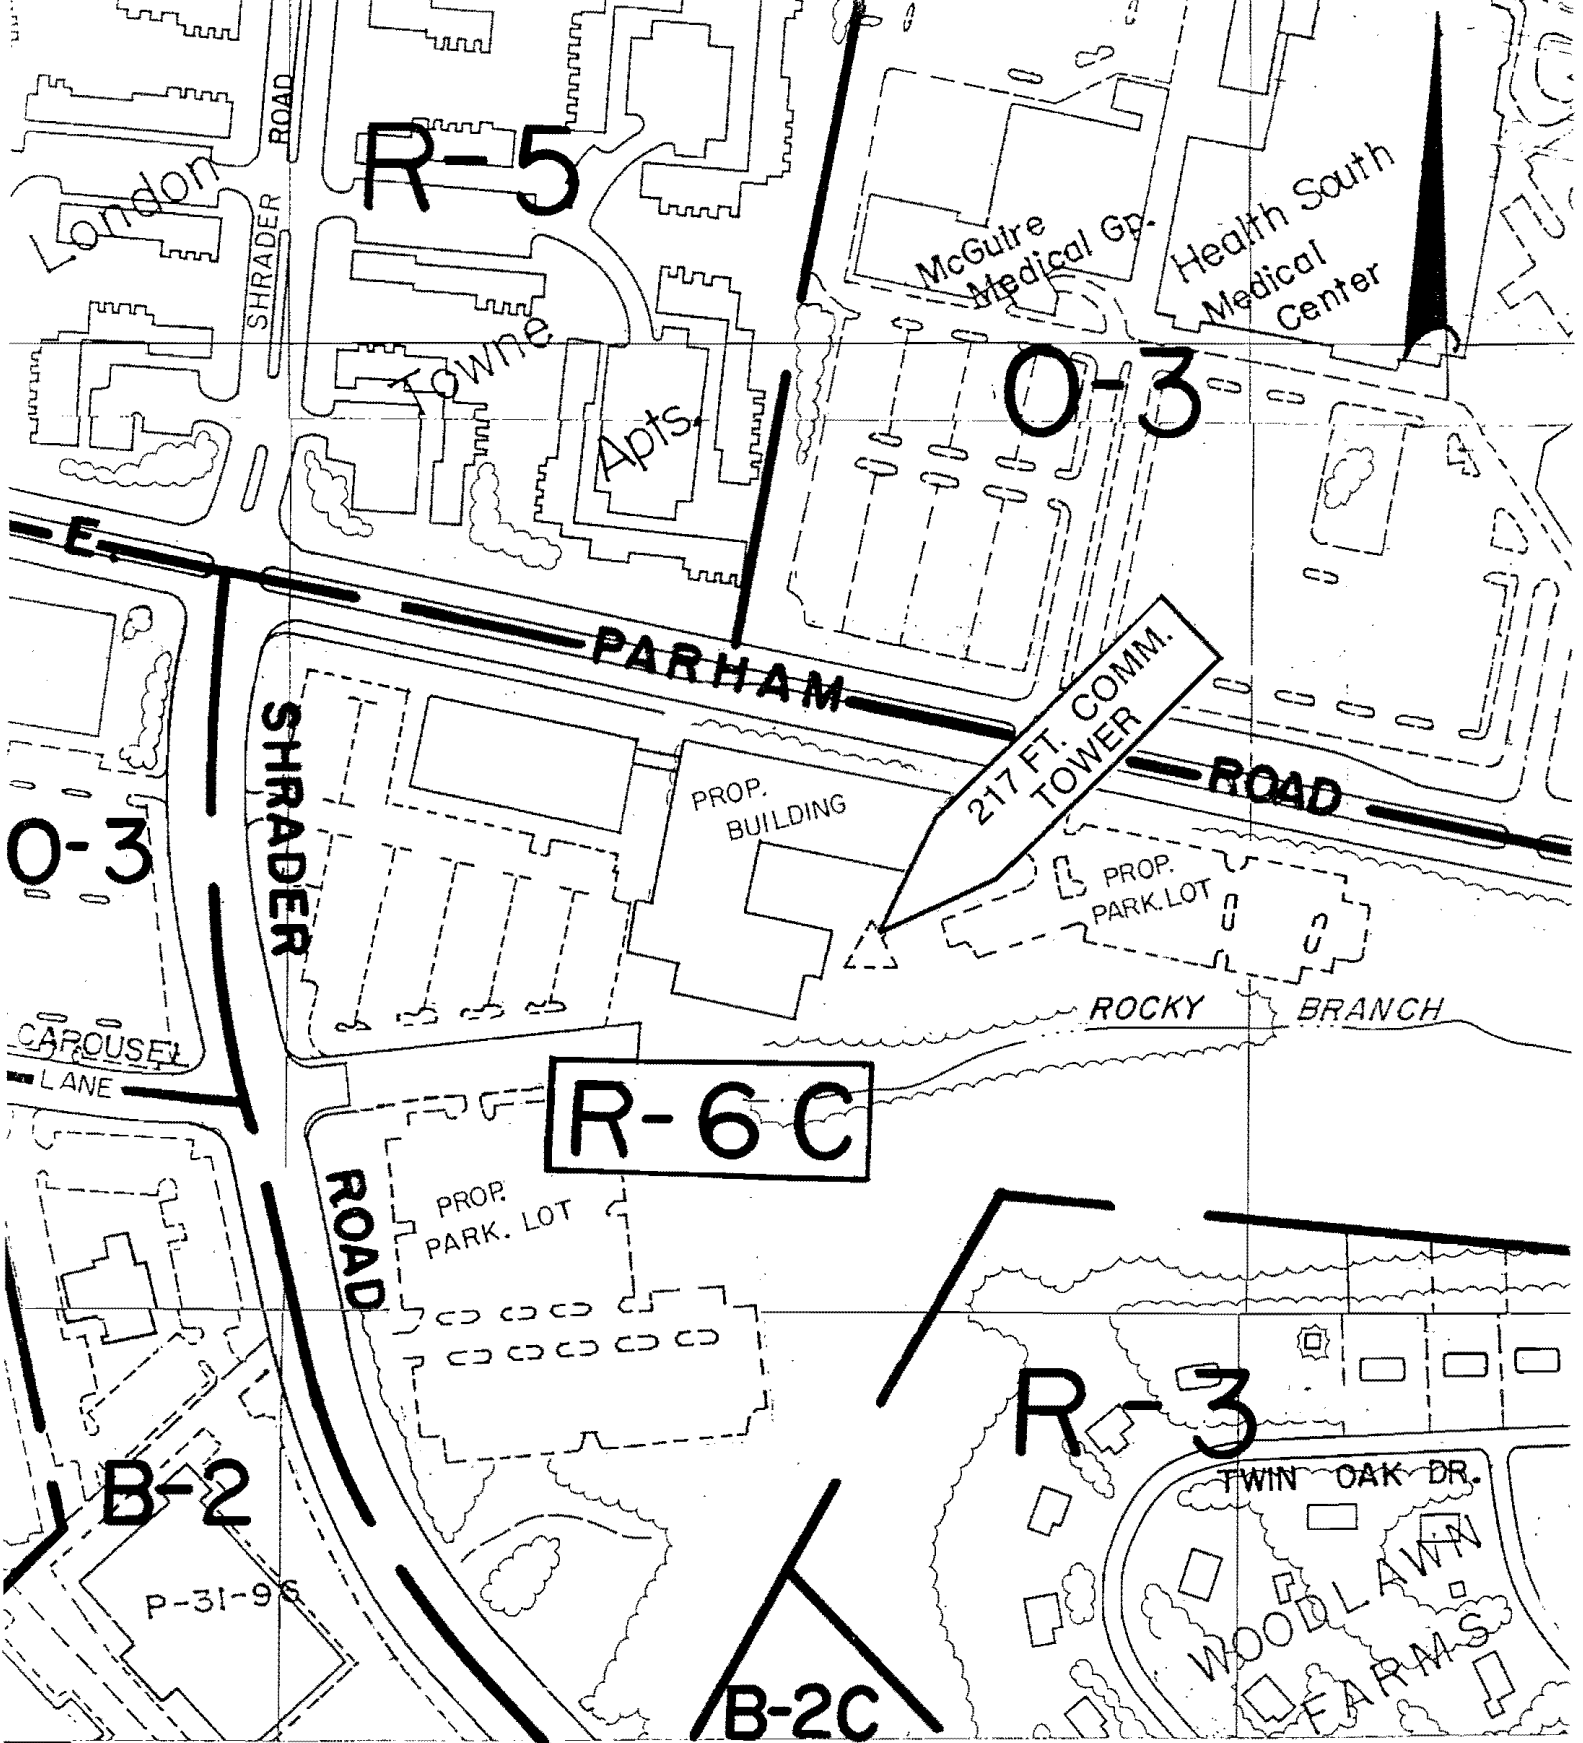 ROAD
R-5
London
SHRADER
McGuire
Medical Gp.
Health South
Medical
Center
Towne
O-3
Apts.
E.
PARHAM
217 FT. COMM.
TOWER
ROAD
SHRADER
PROP.
BUILDING
O-3
PROP.
PARK. LOT
ROCKY BRANCH
CAROUSEL
LANE
R-6C
ROAD
PROP.
PARK. LOT
R-3
TWIN OAK DR.
B-2
P-31-96
WOODLAWN
FARMS
B-2C